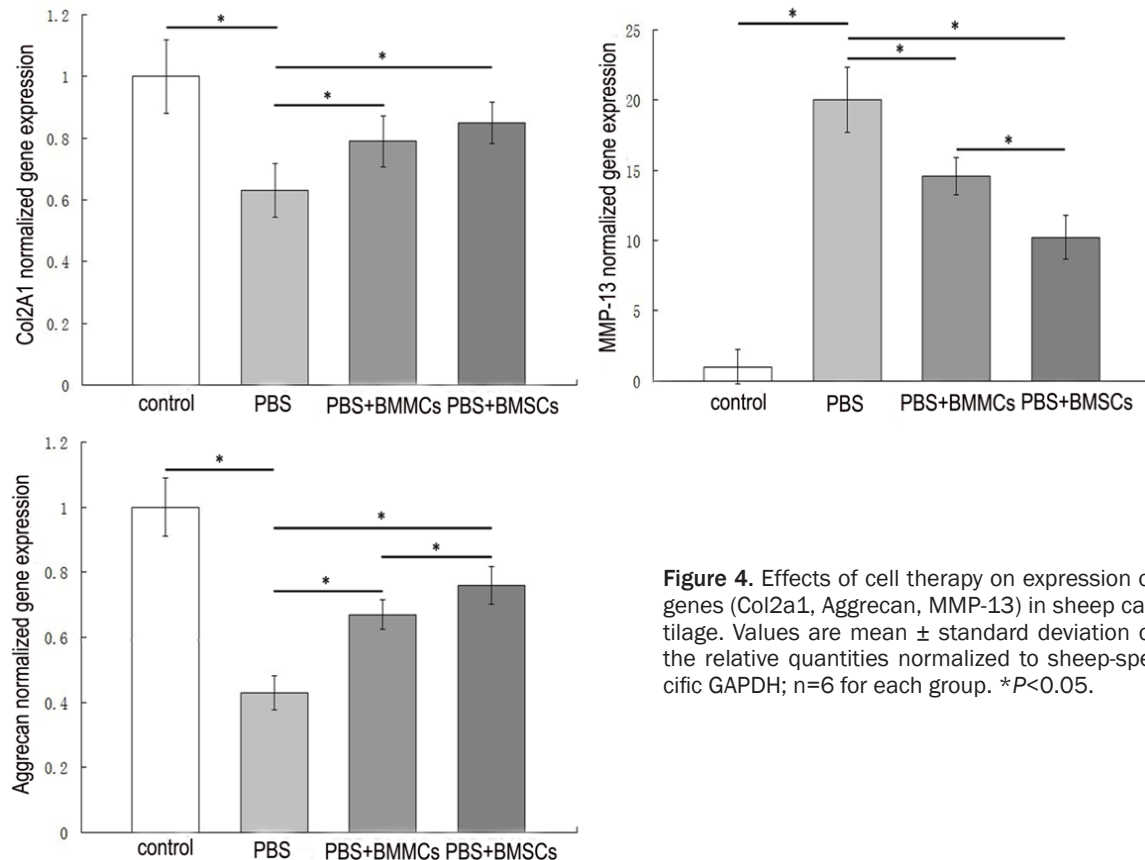 1.2
1
0.8
0.6
0.4
0.2
0
Col2A1 normalized gene expression
*
*
*
control PBS PBS+BMMCs PBS+BMSCs
25
20
15
10
5
0
MMP-13 normalized gene expression
*
*
*
*
control PBS PBS+BMMCs PBS+BMSCs
1.2
1
0.8
0.6
0.4
0.2
0
Aggrecan normalized gene expression
*
*
*
*
control PBS PBS+BMMCs PBS+BMSCs
Figure 4. Effects of cell therapy on expression o
genes (Col2a1, Aggrecan, MMP-13) in sheep ca
tilage. Values are mean ± standard deviation o
the relative quantities normalized to sheep-spe
cific GAPDH; n=6 for each group. *P<0.05.